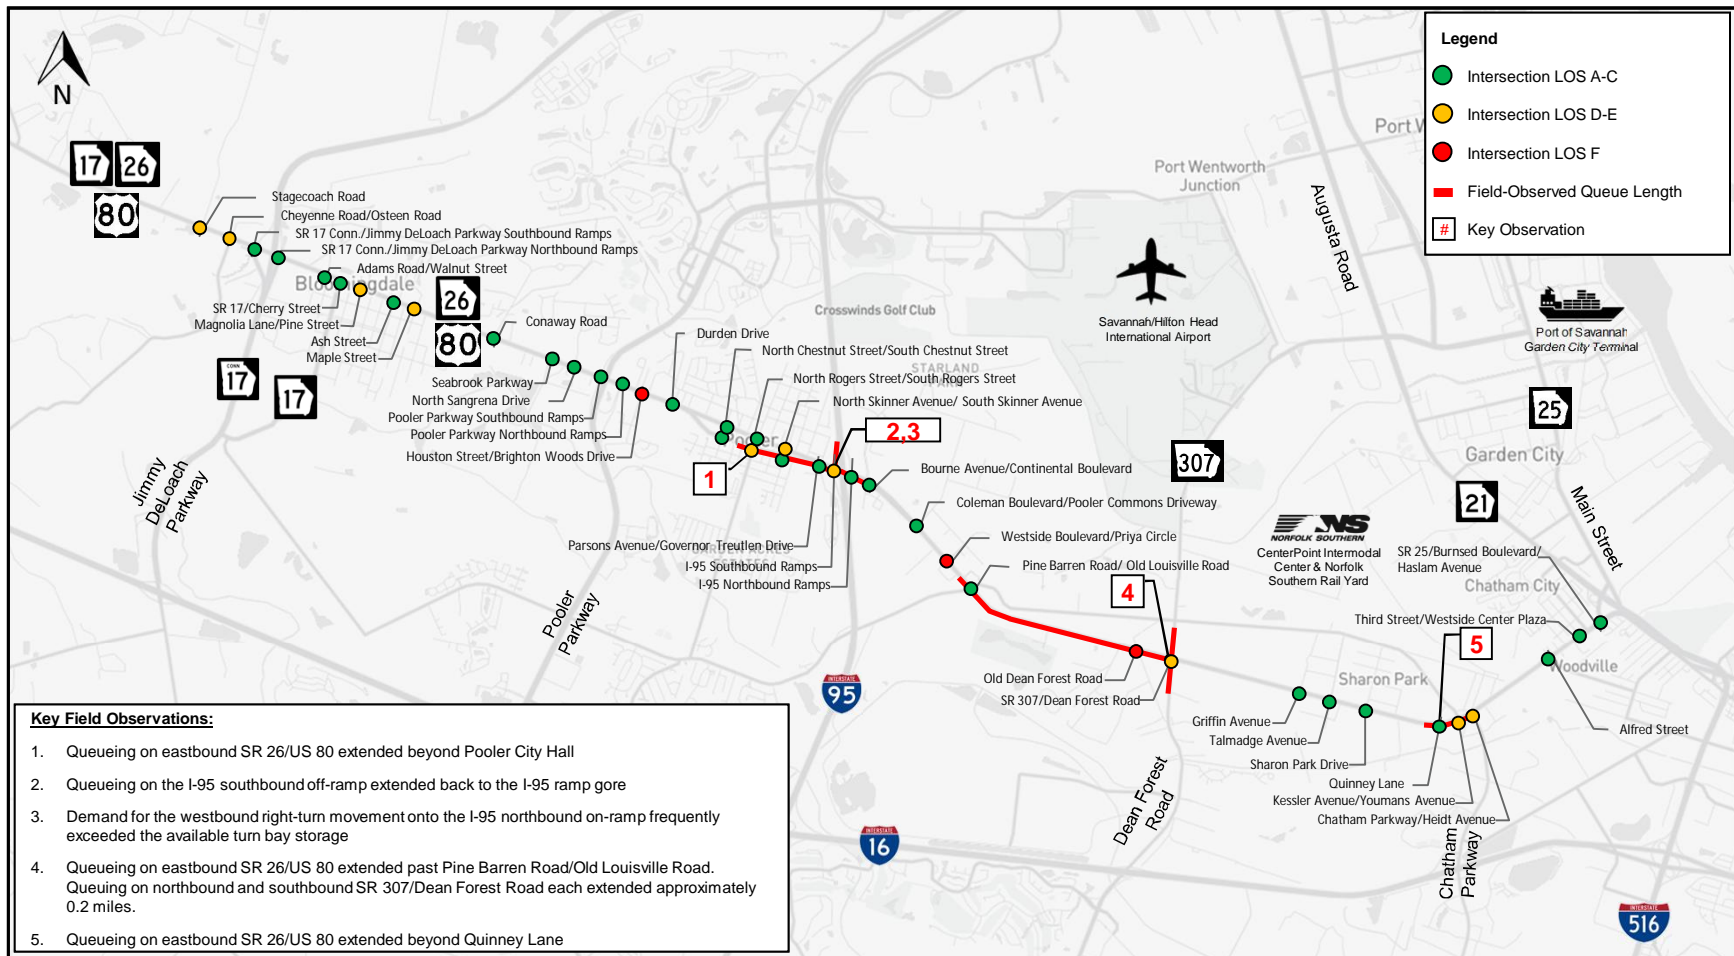 N
17
26
80
Stagecoach Road
Cheyenne Road/Osteen Road
SR 17 Conn./Jimmy DeLoach Parkway Southbound Ramps
SR 17 Conn./Jimmy DeLoach Parkway Northbound Ramps
Adams Road/Walnut Street
Bloomingdale
SR 17/Cherry Street
Magnolia Lane/Pine Street
Ash Street
Maple Street
26
80
CONN
17
17
Jimmy
DeLoach
Parkway
Conaway Road
Seabrook Parkway
North Sangrena Drive
Pooler Parkway Southbound Ramps
Pooler Parkway Northbound Ramps
Houston Street/Brighton Woods Drive
Durden Drive
North Chestnut Street/South Chestnut Street
North Rogers Street/South Rogers Street
North Skinner Avenue/ South Skinner Avenue
Crosswinds Golf Club
STARLAND
Pooler
1
2,3
Parsons Avenue/Governor Treutlen Drive
I-95 Southbound Ramps
I-95 Northbound Ramps
Pooler
Parkway
Bourne Avenue/Continental Boulevard
Coleman Boulevard/Pooler Commons Driveway
Westside Boulevard/Priya Circle
Pine Barren Road/ Old Louisville Road
4
Old Dean Forest Road
SR 307/Dean Forest Road
INTERSTATE
95
INTERSTATE
16
Dean Forest
Road
307
Savannah/Hilton Head
International Airport
Port Wentworth
Junction
Port W
Augusta Road
Port of Savannah
Garden City Terminal
25
Garden City
21
Main Street
NS
NORFOLK SOUTHERN
CenterPoint Intermodal
Center & Norfolk
Southern Rail Yard
SR 25/Burnsed Boulevard/
Haslam Avenue
Chatham City
Third Street/Westside Center Plaza
5
Woodville
Sharon Park
Alfred Street
Griffin Avenue
Talmadge Avenue
Sharon Park Drive
Quinney Lane
Kessler Avenue/Youmans Avenue
Chatham Parkway/Heidt Avenue
Chatham
Parkway
INTERSTATE
516
Legend
Intersection LOS A-C
Intersection LOS D-E
Intersection LOS F
Field-Observed Queue Length
# Key Observation
Key Field Observations:
1. Queueing on eastbound SR 26/US 80 extended beyond Pooler City Hall
2. Queueing on the I-95 southbound off-ramp extended back to the I-95 ramp gore
3. Demand for the westbound right-turn movement onto the I-95 northbound on-ramp frequently
exceeded the available turn bay storage
4. Queueing on eastbound SR 26/US 80 extended past Pine Barren Road/Old Louisville Road.
Queuing on northbound and southbound SR 307/Dean Forest Road each extended approximately
0.2 miles.
5. Queueing on eastbound SR 26/US 80 extended beyond Quinney Lane